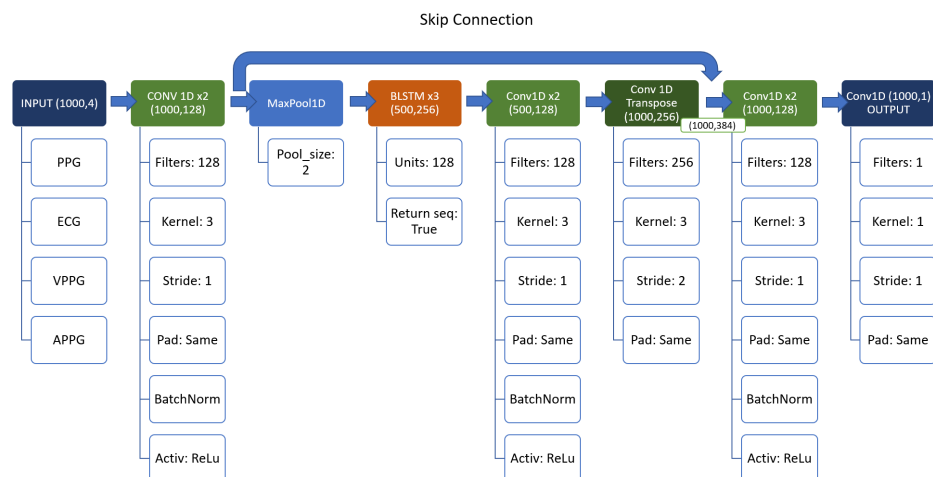 Skip Connection
INPUT (1000,4)
PPG
ECG
VPPG
APPG
CONV 1D x2
(1000,128)
Filters: 128
Kernel: 3
Stride: 1
Pad: Same
BatchNorm
Activ: ReLu
MaxPool1D
Pool_size:
2
BLSTM x3
(500,256)
Units: 128
Return seq:
True
Conv1D x2
(500,128)
Filters: 128
Kernel: 3
Stride: 1
Pad: Same
BatchNorm
Activ: ReLu
Conv 1D
Transpose
(1000,256)
Filters: 256
Kernel: 3
Stride: 2
Pad: Same
(1000,384)
Conv1D x2
(1000,128)
Filters: 128
Kernel: 3
Stride: 1
Pad: Same
BatchNorm
Activ: ReLu
Conv1D (1000,1)
OUTPUT
Filters: 1
Kernel: 1
Stride: 1
Pad: Same